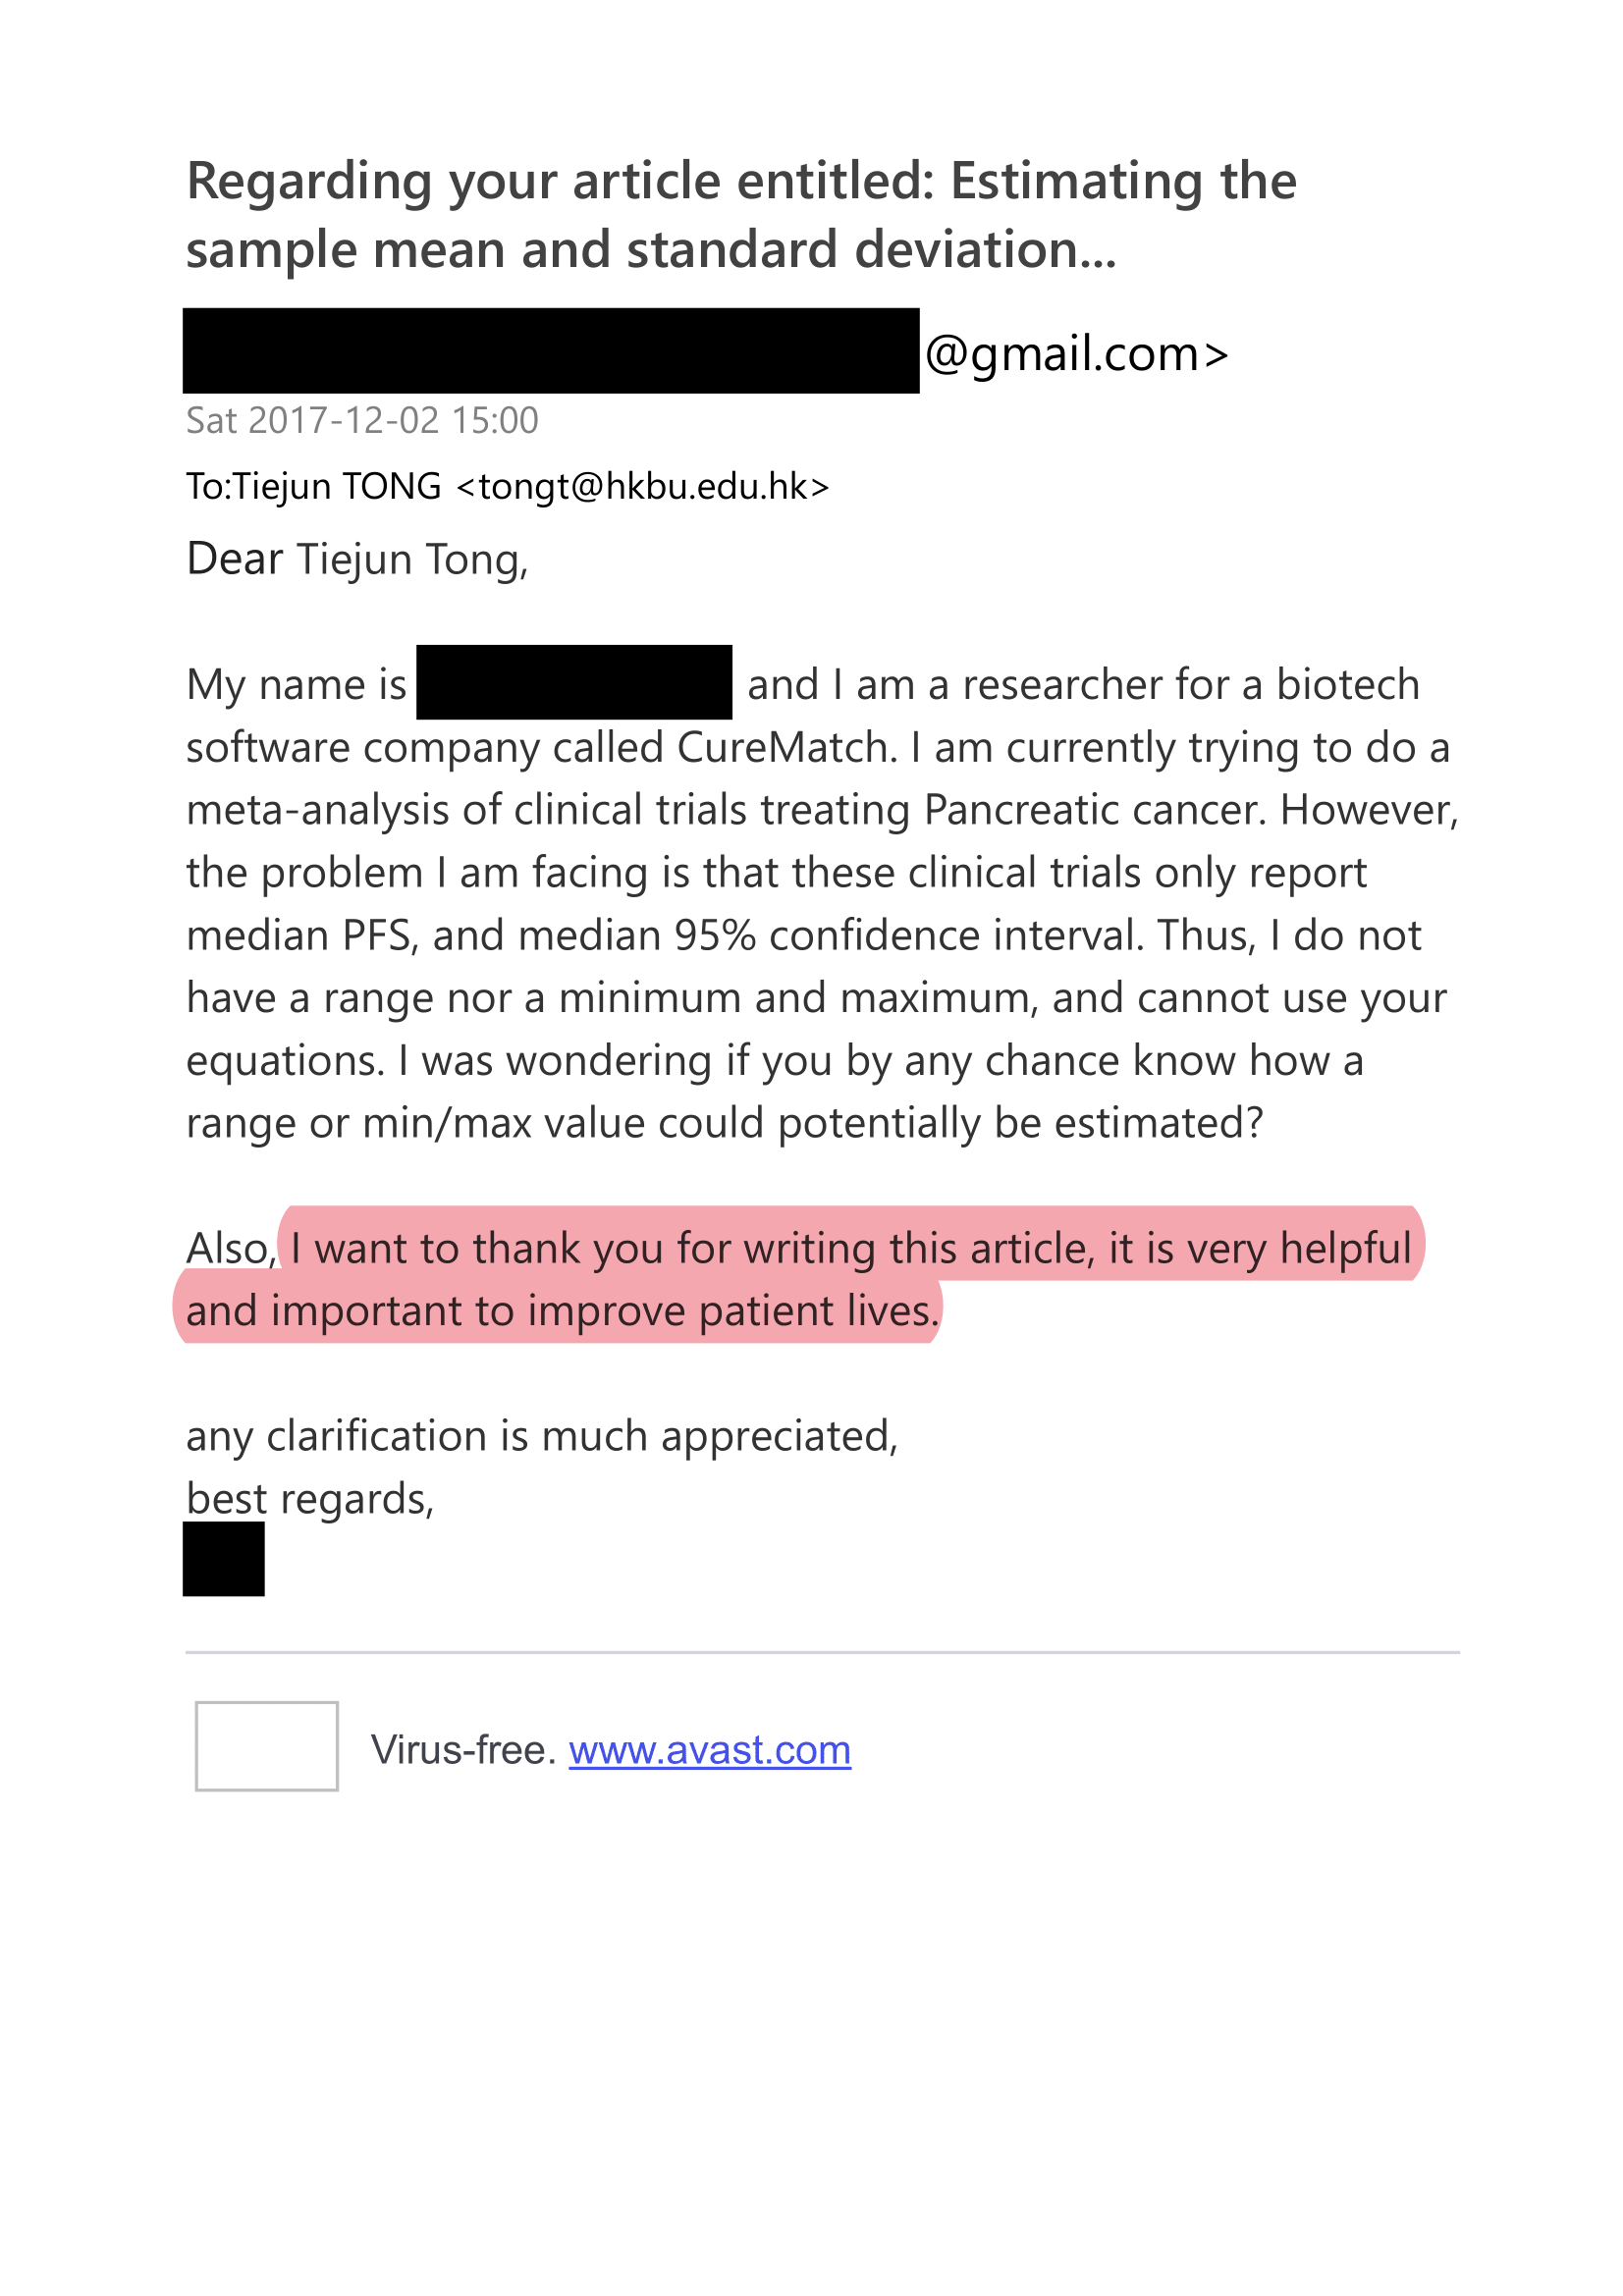 Regarding your article entitled: Estimating the
sample mean and standard deviation...
@gmail.com>
Sat 2017-12-02 15:00
To:Tiejun TONG <tongt@hkbu.edu.hk>
Dear Tiejun Tong,
My name is and I am a researcher for a biotech
software company called CureMatch. I am currently trying to do a
meta-analysis of clinical trials treating Pancreatic cancer. However,
the problem I am facing is that these clinical trials only report
median PFS, and median 95% confidence interval. Thus, I do not
have a range nor a minimum and maximum, and cannot use your
equations. I was wondering if you by any chance know how a
range or min/max value could potentially be estimated?
Also, I want to thank you for writing this article, it is very helpful
and important to improve patient lives.
any clarification is much appreciated,
best regards,
Virus-free. www.avast.com